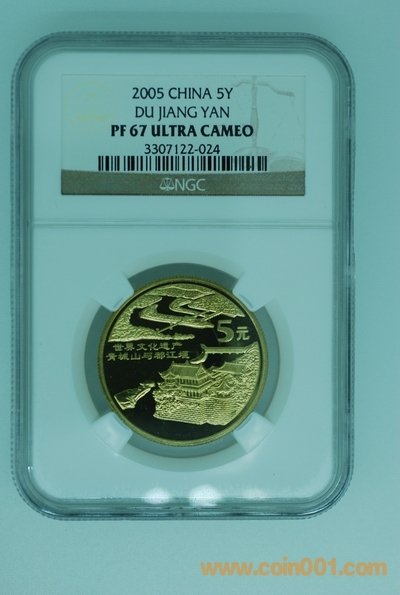 2005 CHINA 5Y
DU JIANG YAN
PF 67 ULTRA CAMEO
3307122-024
NGC
5元
世界文化遗产
青城山与都江堰
www.coin001.com